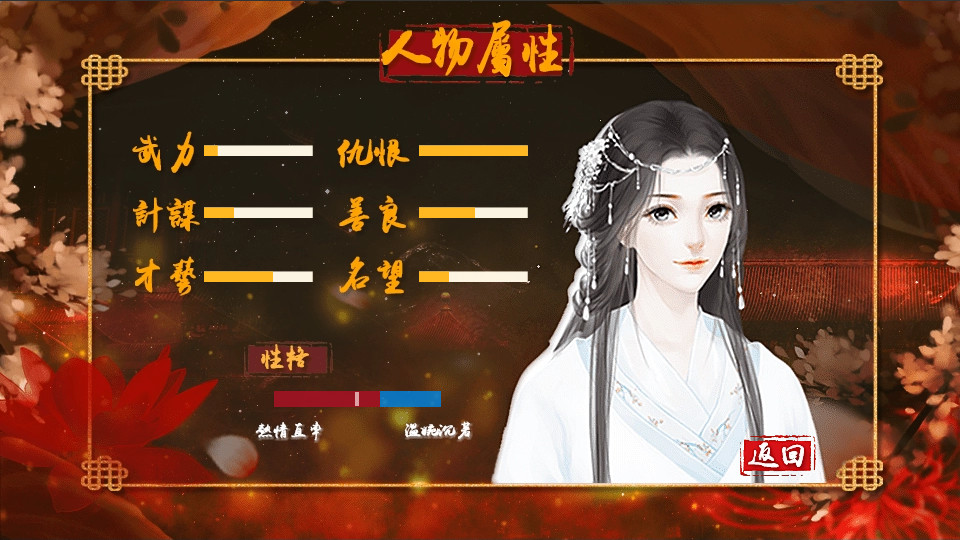 人物屬性
武力 仇恨
計謀 善良
才藝 名望
性格
熱情直率 溫婉沉着
返回